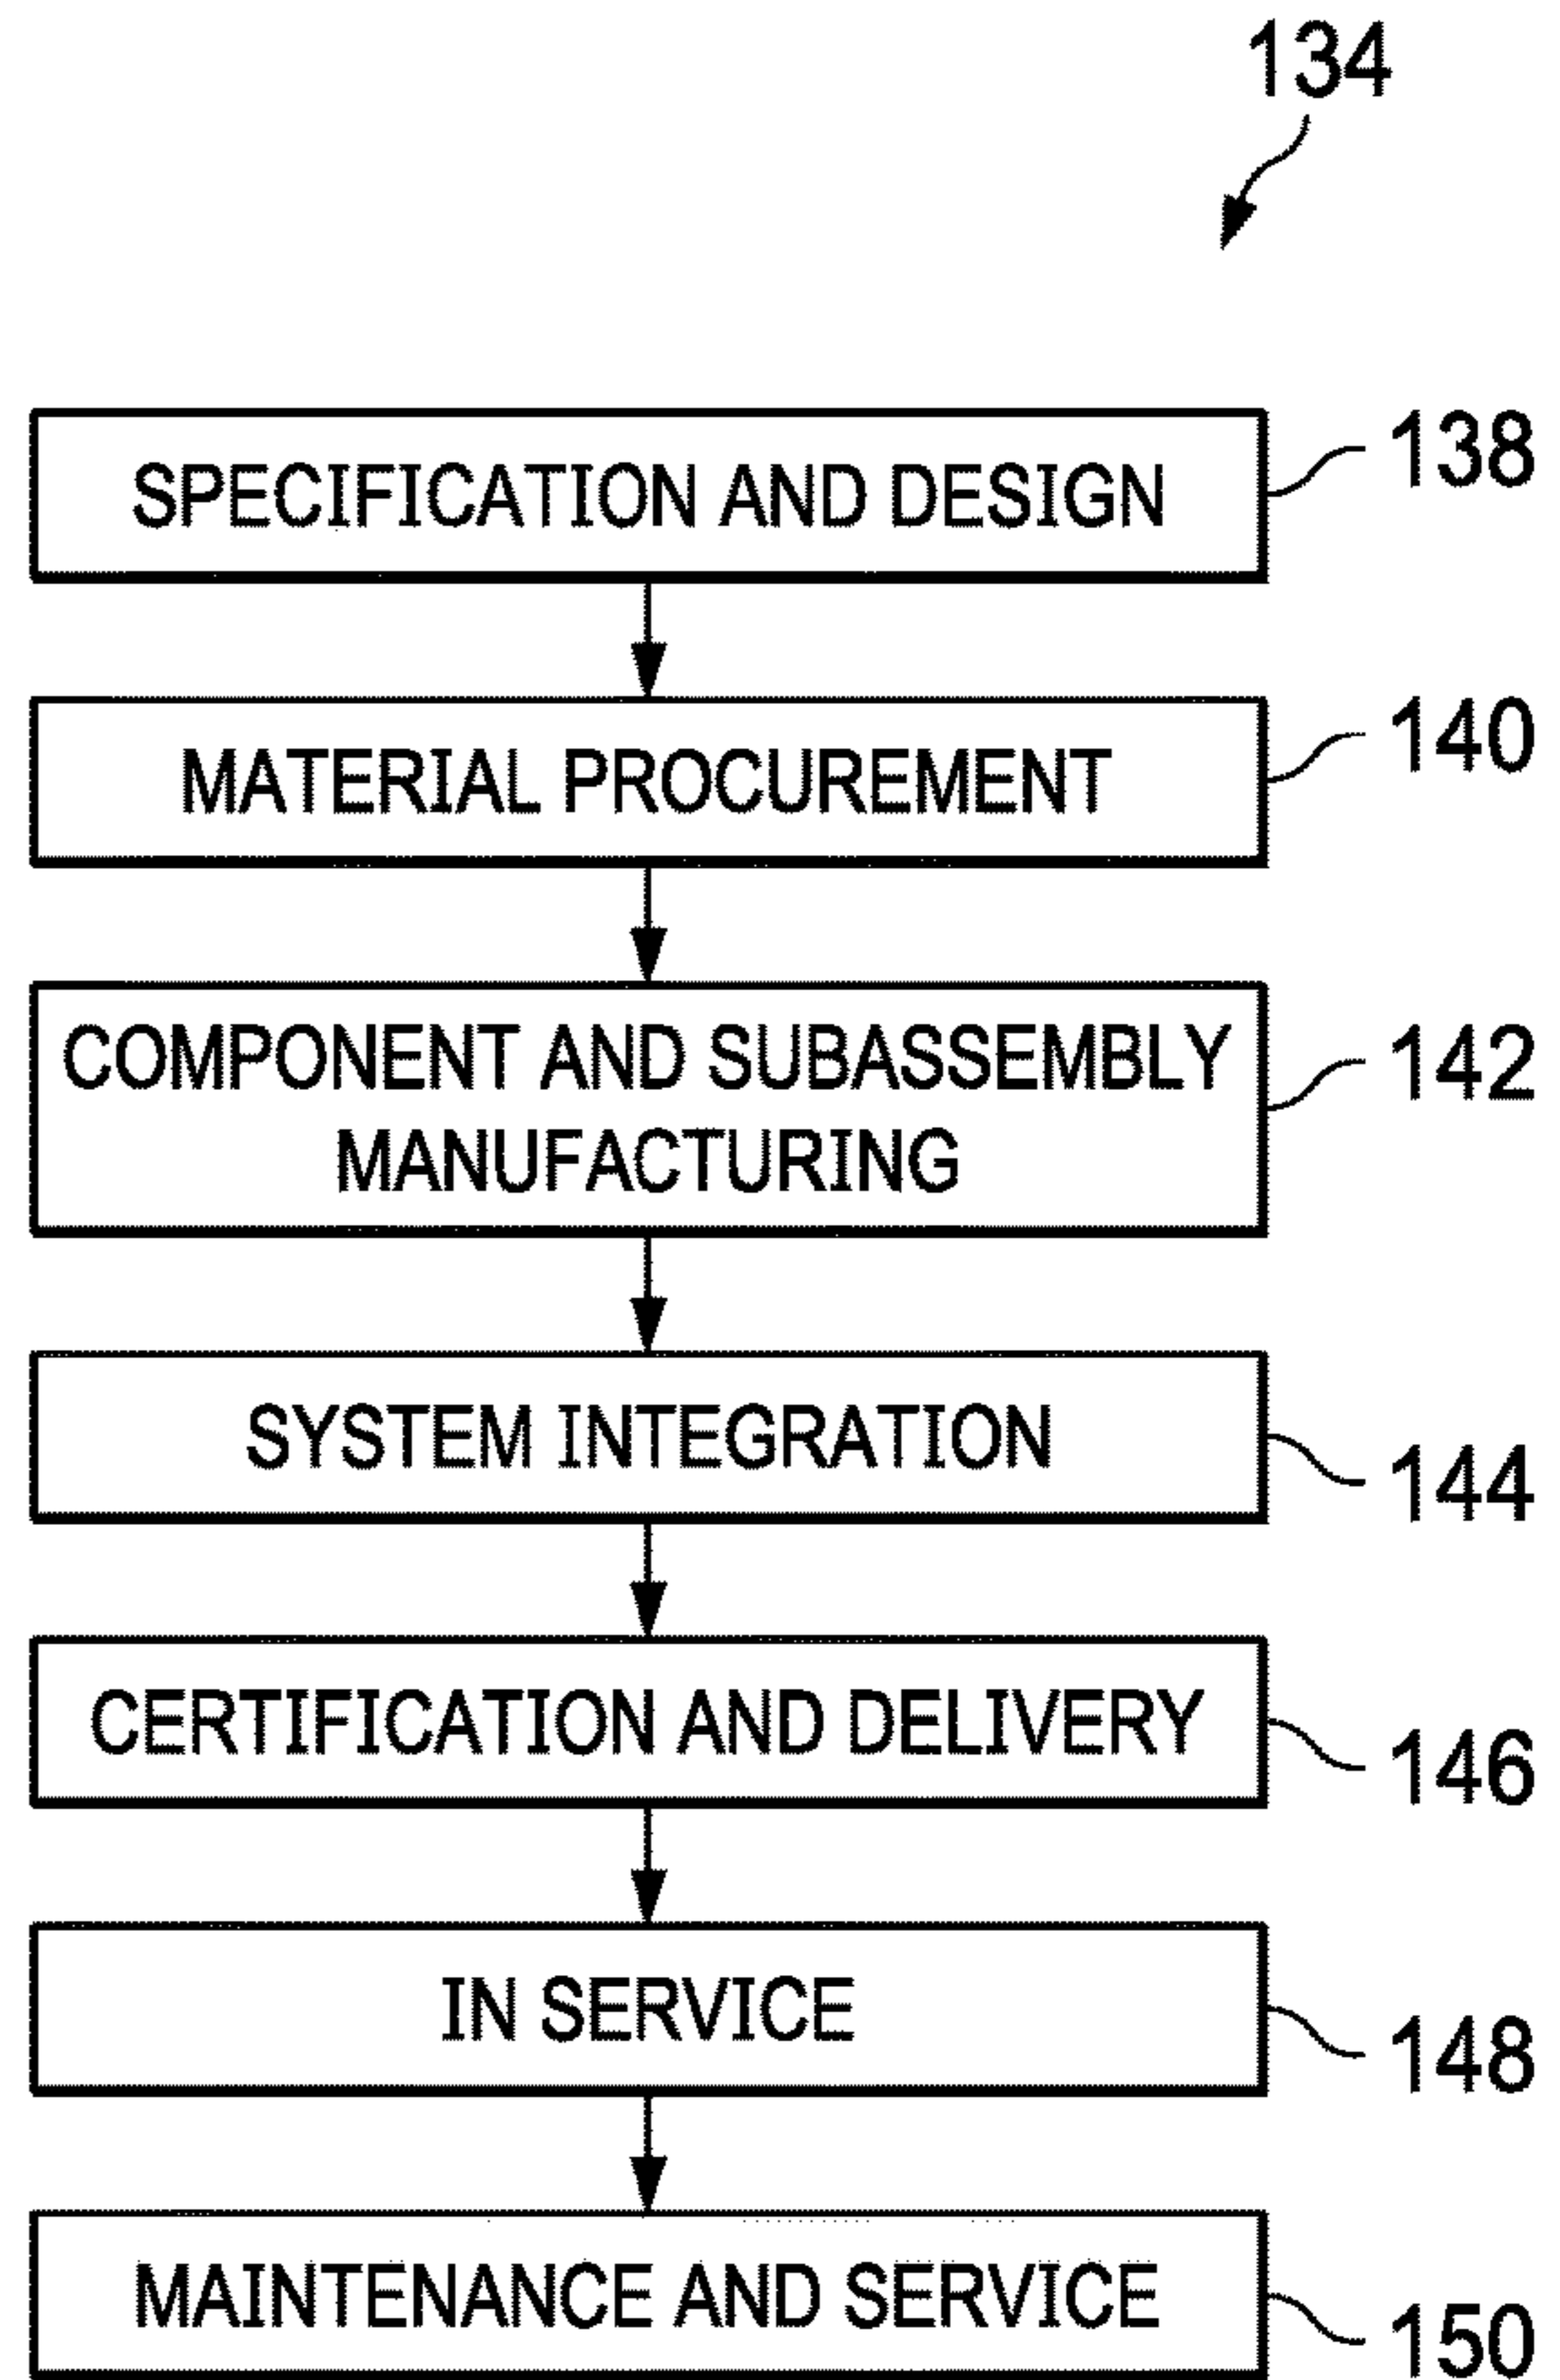 134
SPECIFICATION AND DESIGN
138
MATERIAL PROCUREMENT
140
COMPONENT AND SUBASSEMBLY
MANUFACTURING
142
SYSTEM INTEGRATION
144
CERTIFICATION AND DELIVERY
146
IN SERVICE
148
MAINTENANCE AND SERVICE
150